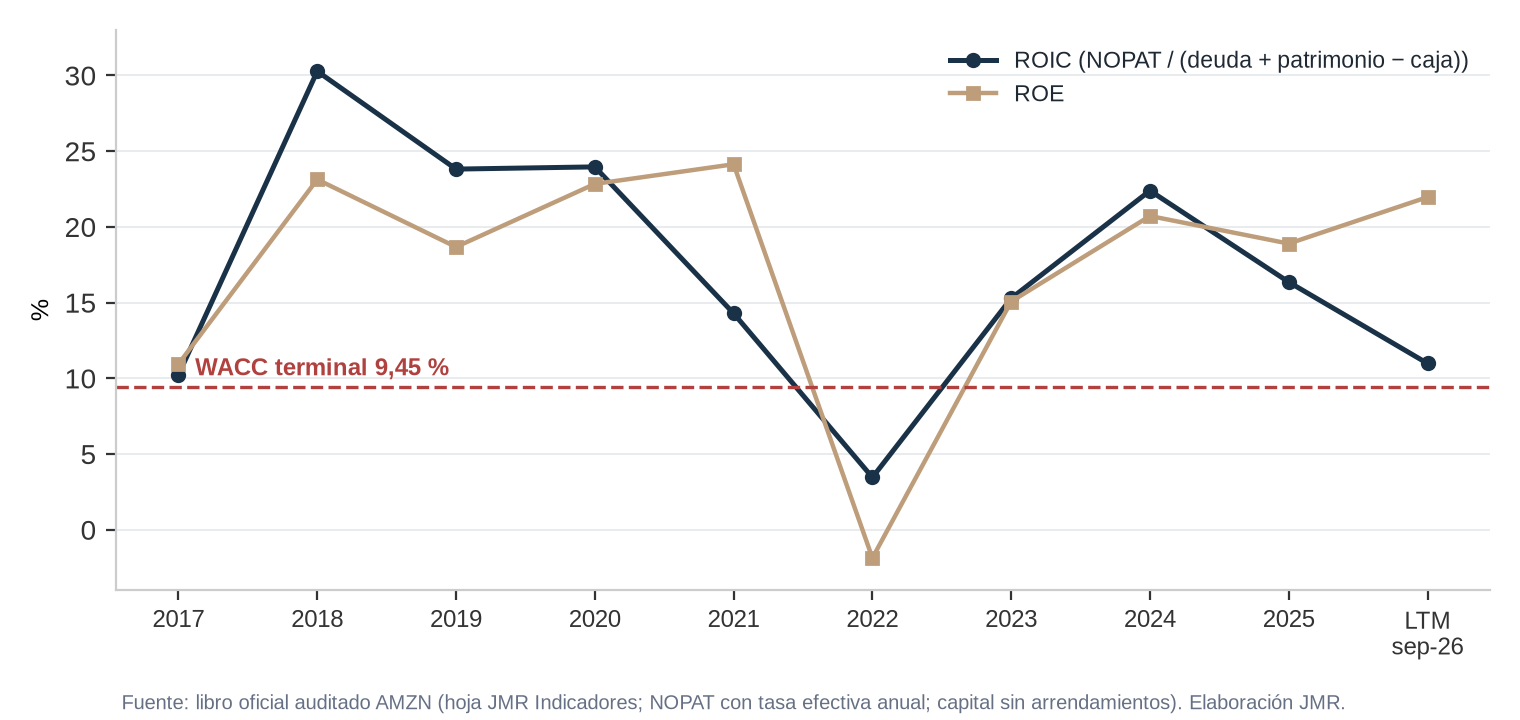 ROIC (NOPAT / (deuda + patrimonio − caja))
ROE
30
25
20
15
10
5
0
%
WACC terminal 9,45 %
2017 2018 2019 2020 2021 2022 2023 2024 2025 LTM
sep-26
Fuente: libro oficial auditado AMZN (hoja JMR Indicadores; NOPAT con tasa efectiva anual; capital sin arrendamientos). Elaboración JMR.